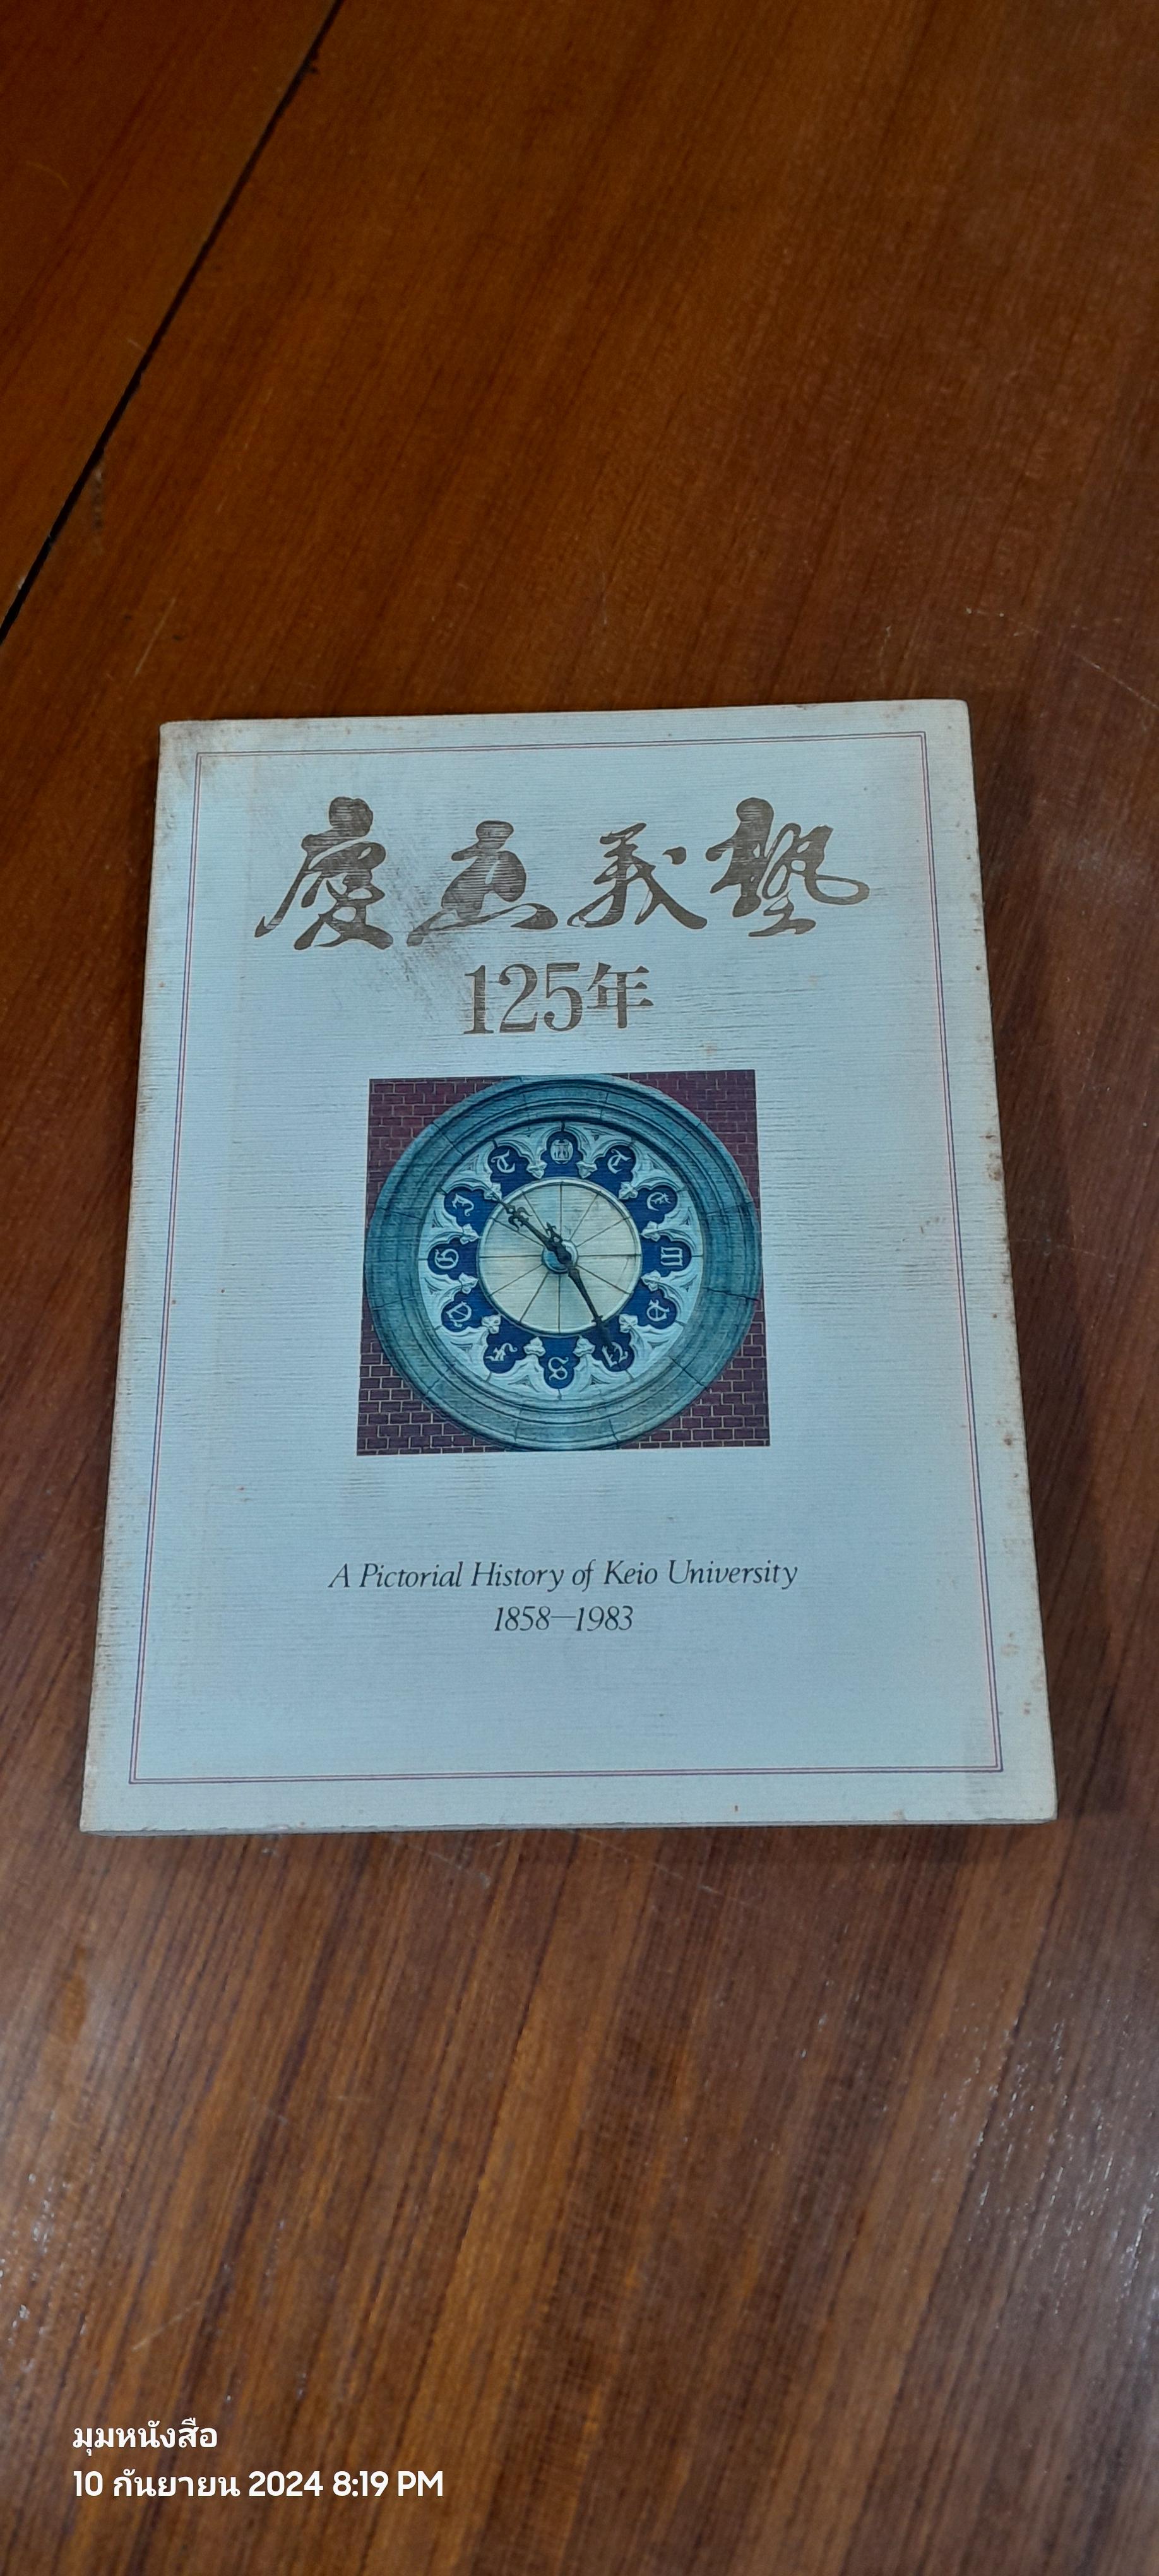 慶應義塾
125年
T E M P U S F U G I T
A Pictorial History of Keio University
1858—1983
มุมหนังสือ
10 กันยายน 2024 8:19 PM